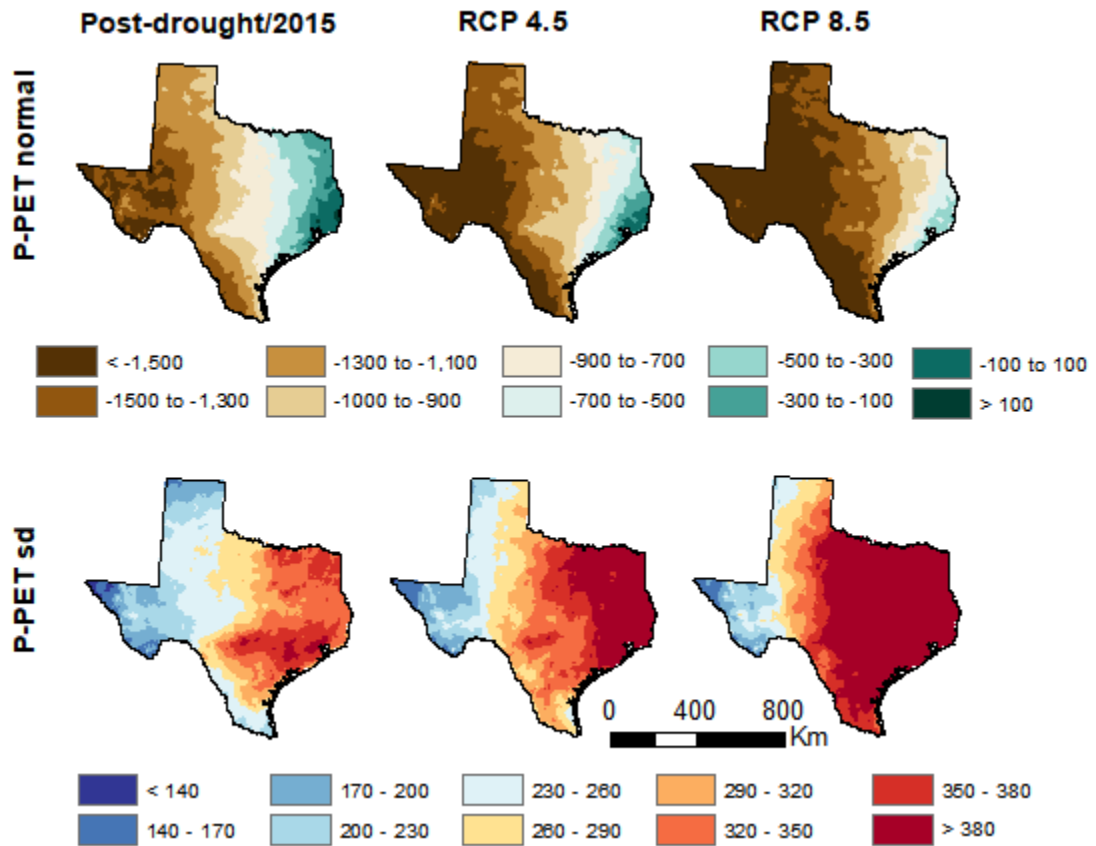 Post-drought/2015 RCP 4.5 RCP 8.5
P-PET normal
< -1,500 -1300 to -1,100 -900 to -700 -500 to -300 -100 to 100
-1500 to -1,300 -1000 to -900 -700 to -500 -300 to -100 > 100
P-PET sd
0 400 800
Km
< 140 170 - 200 230 - 260 290 - 320 350 - 380
140 - 170 200 - 230 260 - 290 320 - 350 > 380